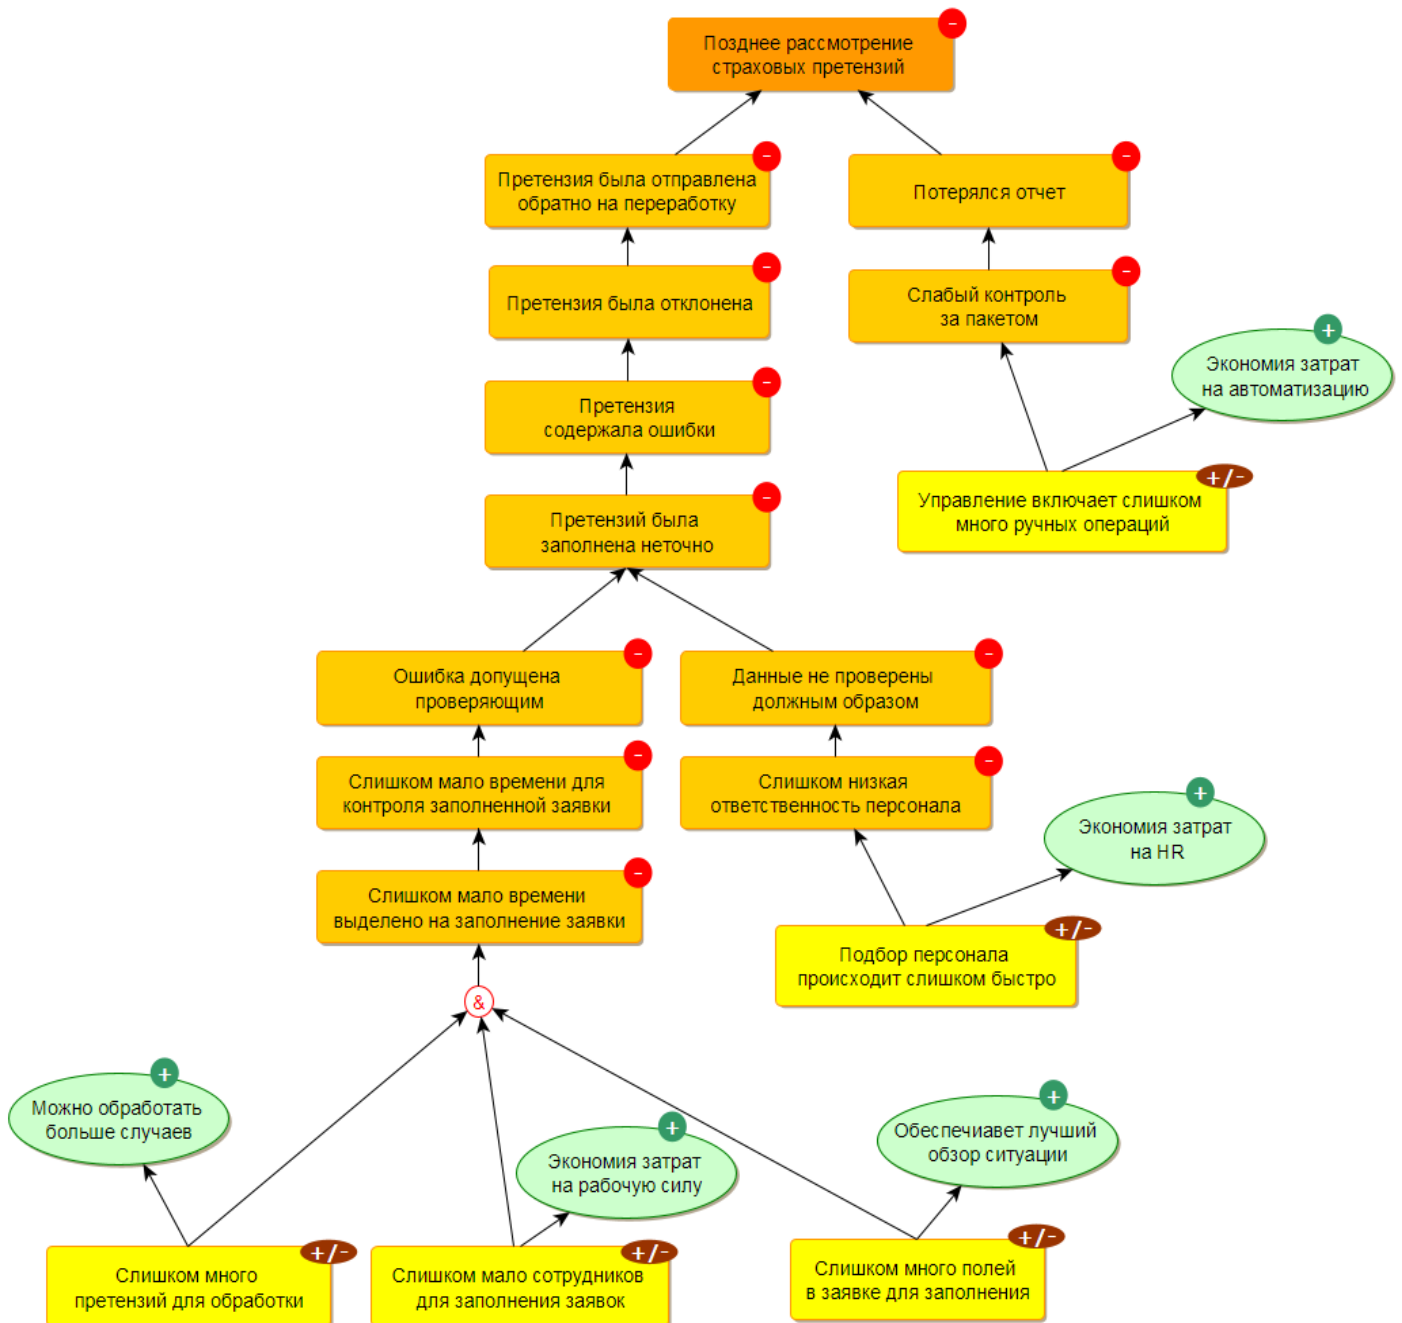 -
Позднее рассмотрение
страховых претензий
-
Претензия была отправлена
обратно на переработку
-
Потерялся отчет
-
Претензия была отклонена
-
Слабый контроль
за пакетом
+
Экономия затрат
на автоматизацию
-
Претензия
содержала ошибки
+/-
Управление включает слишком
много ручных операций
-
Претензий была
заполнена неточно
-
Ошибка допущена
проверяющим
-
Данные не проверены
должным образом
-
Слишком мало времени для
контроля заполненной заявки
-
Слишком низкая
ответственность персонала
+
Экономия затрат
на HR
-
Слишком мало времени
выделено на заполнение заявки
+/-
Подбор персонала
происходит слишком быстро
&
+
Можно обработать
больше случаев
+
Экономия затрат
на рабочую силу
+
Обеспечиавет лучший
обзор ситуации
+/-
Слишком много
претензий для обработки
+/-
Слишком мало сотрудников
для заполнения заявок
+/-
Слишком много полей
в заявке для заполнения